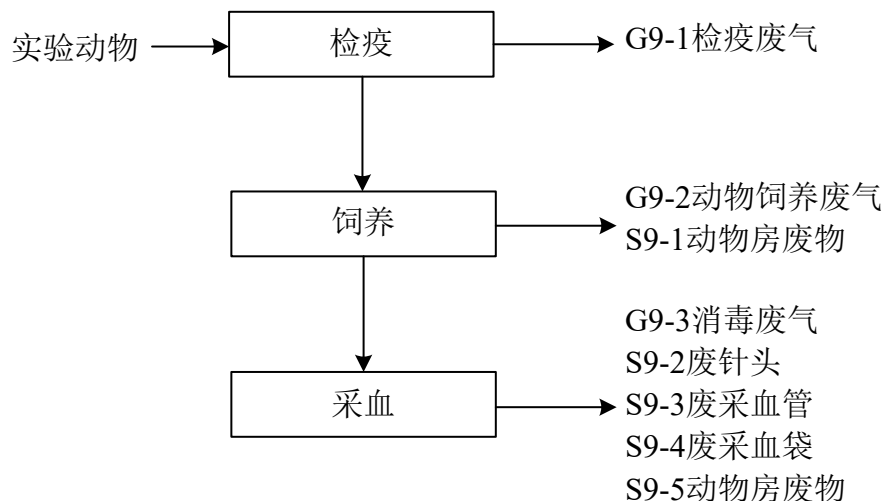 实验动物
检疫
G9-1检疫废气
饲养
G9-2动物饲养废气
S9-1动物房废物
采血
G9-3消毒废气
S9-2废针头
S9-3废采血管
S9-4废采血袋
S9-5动物房废物